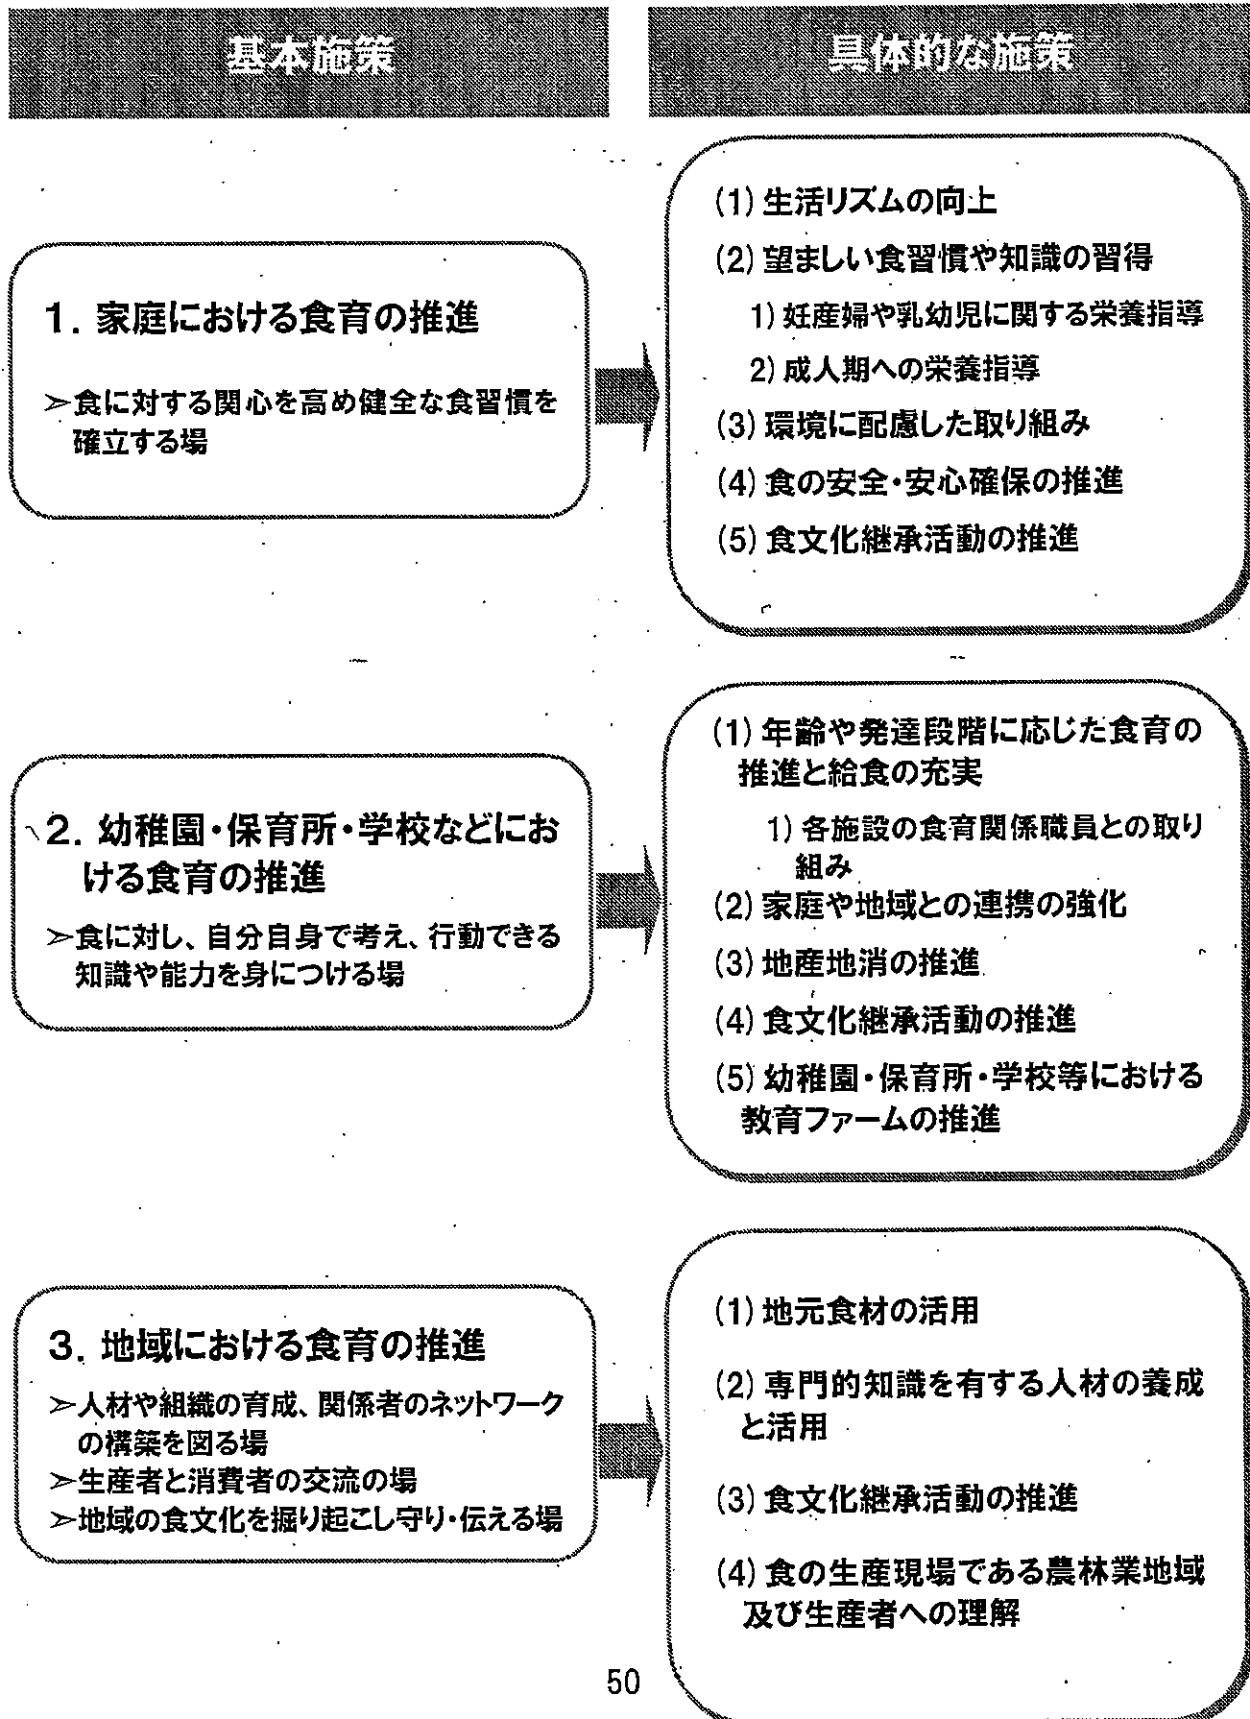 基本施策
具体的な施策
1. 家庭における食育の推進
➢食に対する関心を高め健全な食習慣を
確立する場
(1) 生活リズムの向上
(2) 望ましい食習慣や知識の習得
1) 妊産婦や乳幼児に関する栄養指導
2) 成人期への栄養指導
(3) 環境に配慮した取り組み
(4) 食の安全・安心確保の推進
(5) 食文化継承活動の推進
2. 幼稚園・保育所・学校などにお
ける食育の推進
➢食に対し、自分自身で考え、行動できる
知識や能力を身につける場
(1) 年齢や発達段階に応じた食育の
推進と給食の充実
1) 各施設の食育関係職員との取り
組み
(2) 家庭や地域との連携の強化
(3) 地産地消の推進
(4) 食文化継承活動の推進
(5) 幼稚園・保育所・学校等における
教育ファームの推進
3. 地域における食育の推進
➢人材や組織の育成、関係者のネットワーク
の構築を図る場
➢生産者と消費者の交流の場
➢地域の食文化を掘り起こし守り・伝える場
(1) 地元食材の活用
(2) 専門的知識を有する人材の養成
と活用
(3) 食文化継承活動の推進
(4) 食の生産現場である農林業地域
及び生産者への理解
50